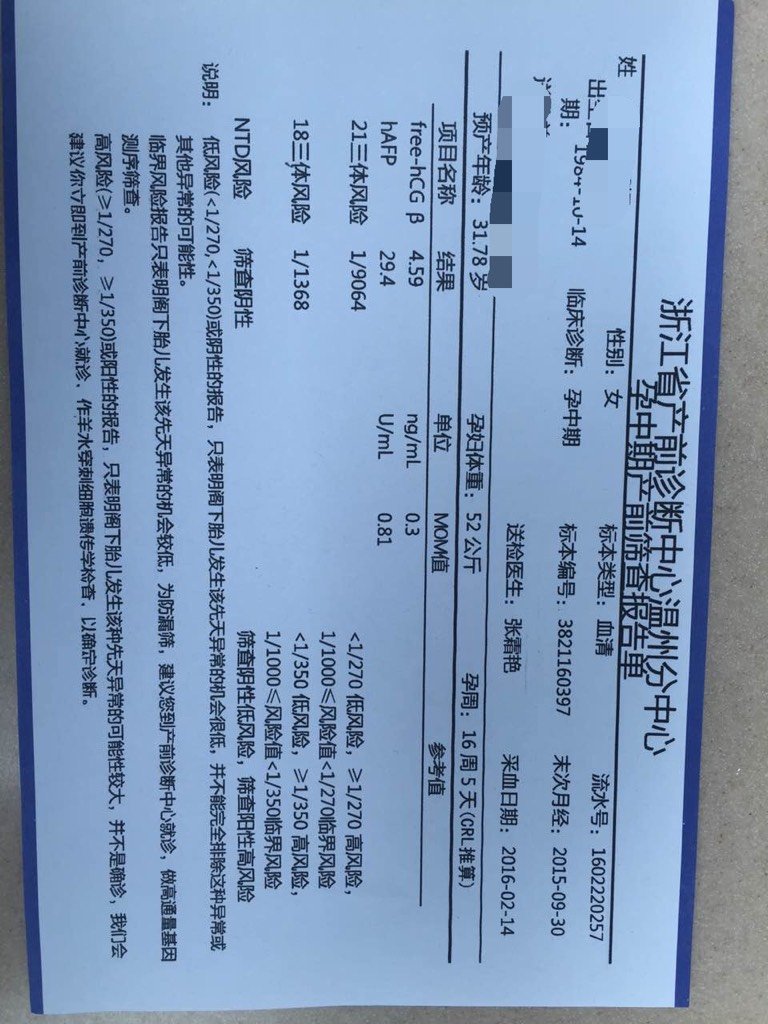 浙江省产前诊断中心温州分中心
孕中期产前筛查报告单
姓 性别：女 标本类型：血清 流水号：1602220257
期：1984-10-14 临床诊断：孕中期 标本编号：3821160397 末次月经：2015-09-30
送检医生：张霜艳 采血日期：2016-02-14
预产年龄：31.78岁 孕妇体重：52公斤 孕周：16周5天(CRL推算)
项目名称 结果 单位 MOM值 参考值
free-hCG β 4.59 ng/mL 0.3
hAFP 29.4 U/mL 0.81
21三体风险 1/9064 <1/270 低风险，≥1/270 高风险，
1/1000≤风险值<1/270临界风险
18三体风险 1/1368 <1/350 低风险，≥1/350 高风险，
1/1000≤风险值<1/350临界风险
NTD风险 筛查阴性 筛查阴性低风险，筛查阳性高风险
说明： 低风险(<1/270,<1/350)或阴性的报告，只表明阁下胎儿发生该先天异常的机会很低，并不能完全排除这种异常或
其他异常的可能性。
临界风险报告只表明阁下胎儿发生该先天异常的机会较低，为防漏筛，建议您到产前诊断中心就诊，做高通量基因
测序筛查。
高风险(≥1/270，≥1/350)或阳性的报告，只表明阁下胎儿发生该种先天异常的可能性较大，并不是确诊，我们会
建议你立即到产前诊断中心就诊，作羊水穿刺细胞遗传学检查，以确定诊断。